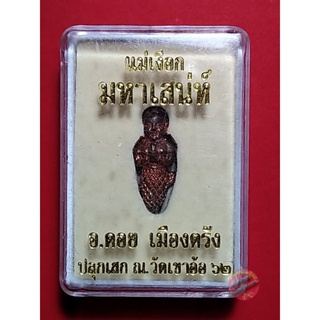 แม่เงือก
มหาเสน่ห์
อ.ดอย เมืองตรัง
ปลุกเสก ณ.วัดเขาอ้อ ๖๒